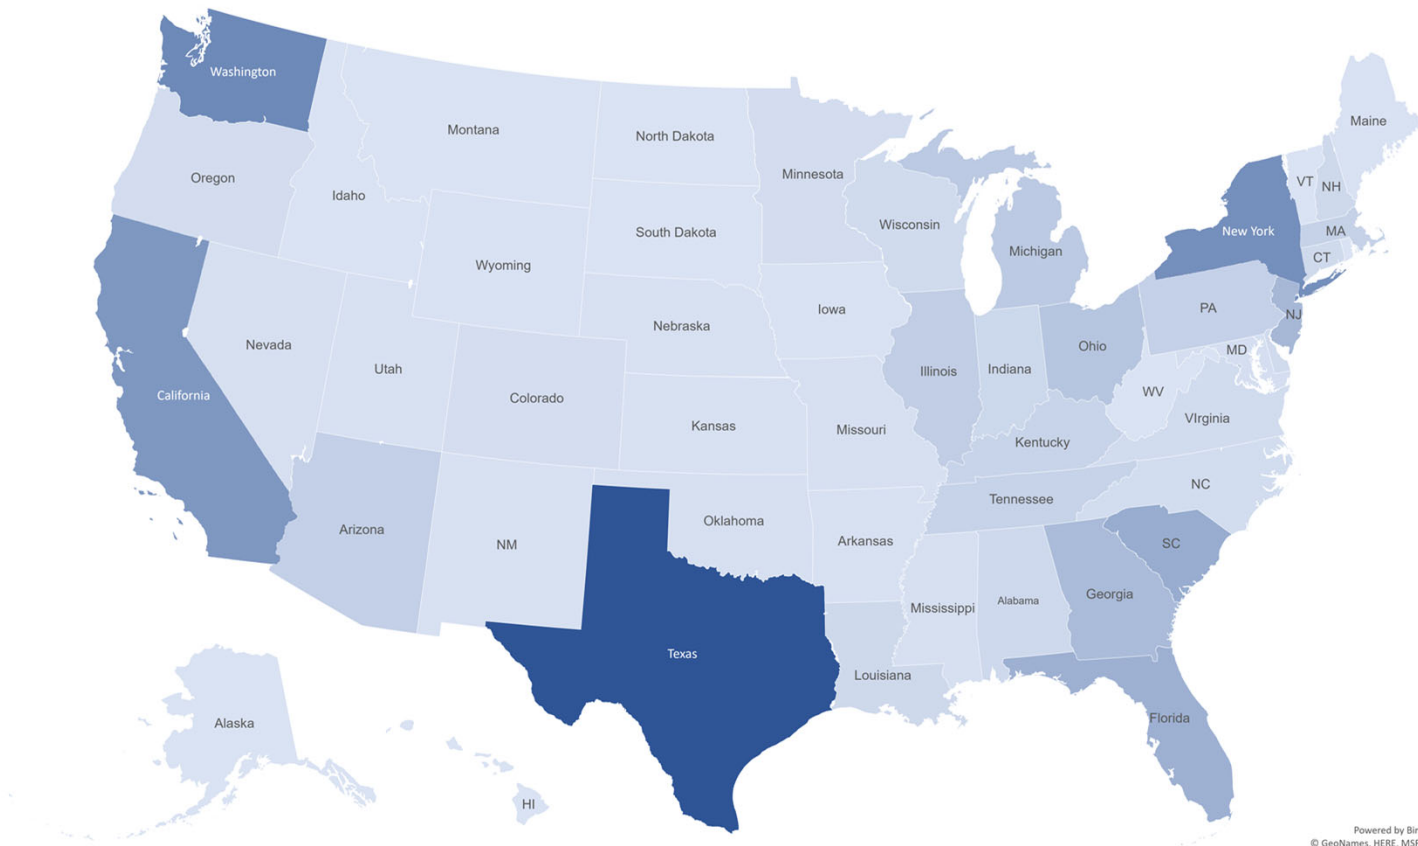 Washington
Montana
North Dakota
Minnesota
Maine
Oregon
Idaho
VT
NH
Wisconsin
South Dakota
New York
MA
Michigan
CT
Wyoming
Iowa
PA
NJ
Nebraska
Nevada
Ohio
MD
Utah
Illinois
Indiana
California
Colorado
WV
Kansas
Missouri
VIrginia
Kentucky
NC
Tennessee
Arizona
Oklahoma
Arkansas
SC
NM
Mississippi
Alabama
Georgia
Texas
Louisiana
Florida
Alaska
HI
Powered by Bin
© GeoNames, HERE, MSF